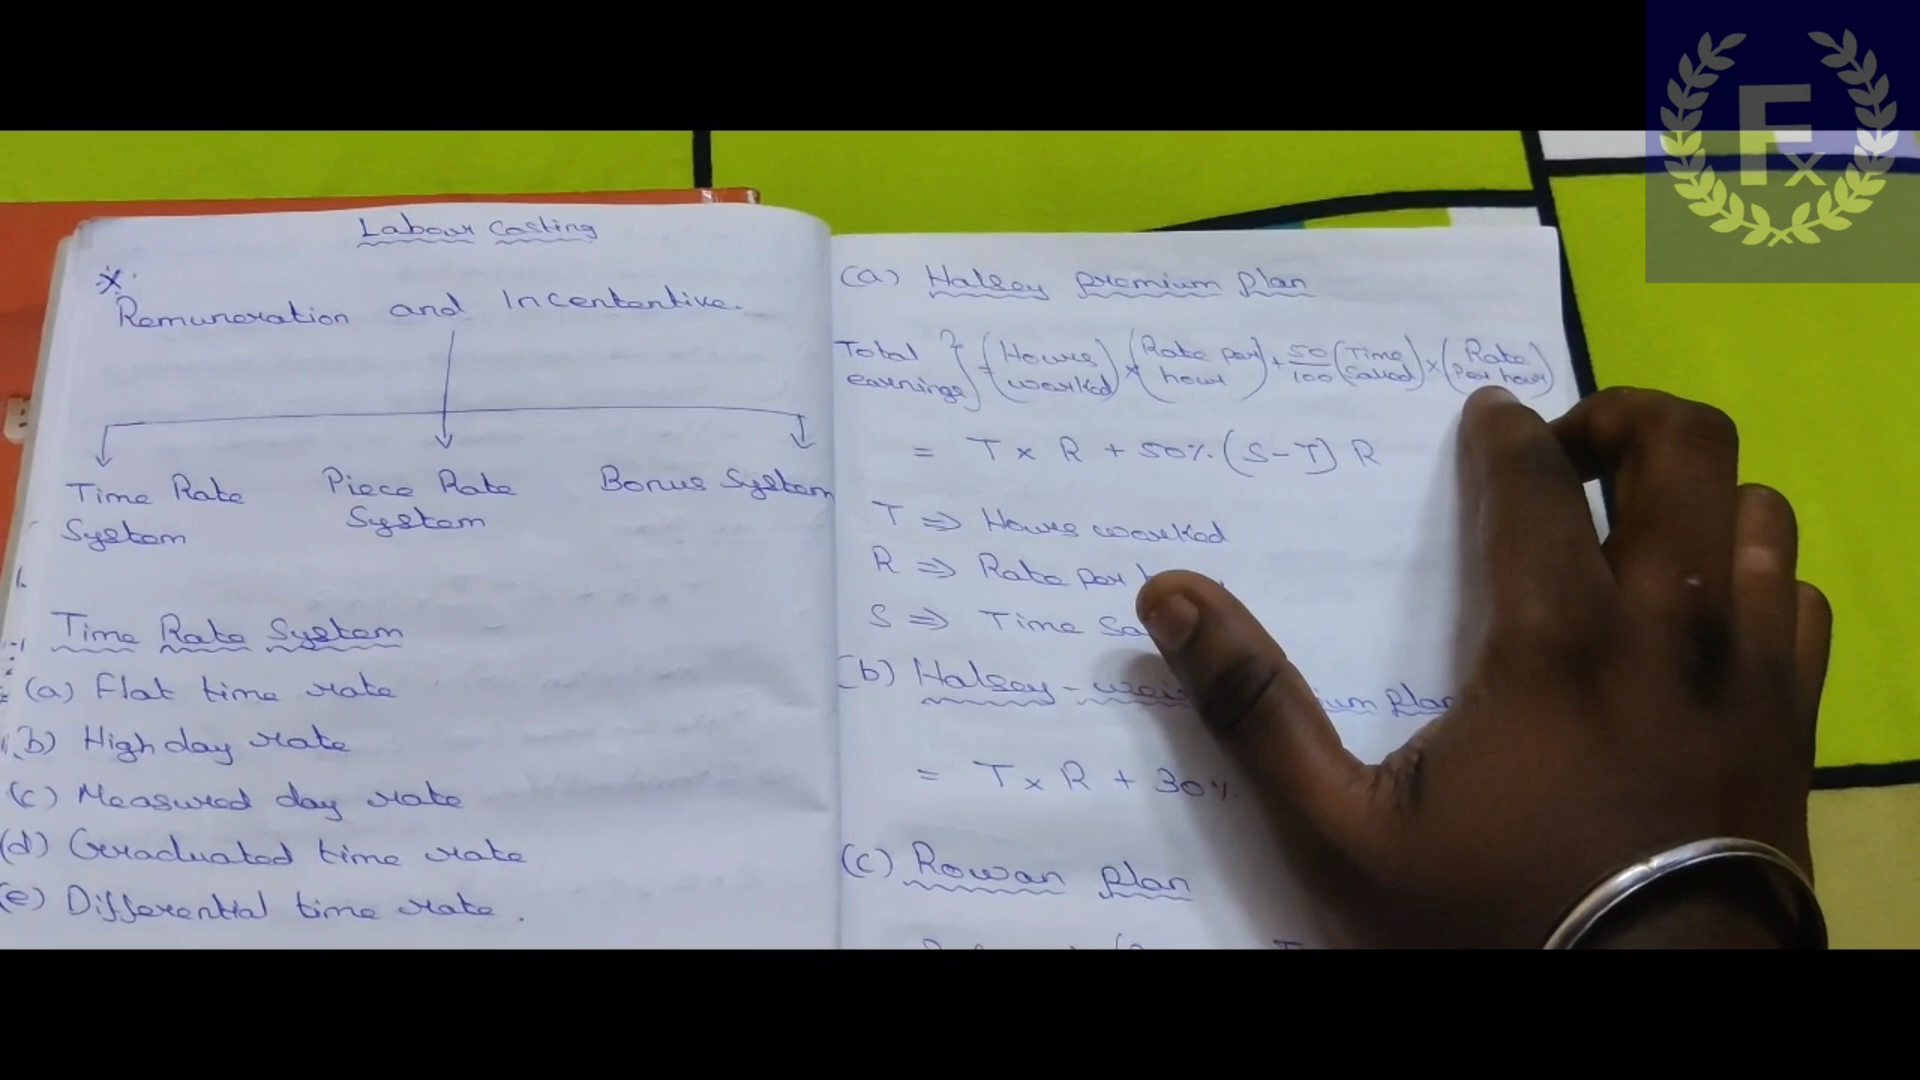 Labour Costing
Remuneration and Incententive.
Time Rate System
Piece Rate System
Bonus System
Time Rate System
(a) Flat time rate
(b) High day rate
(c) Measured day rate
(d) Graduated time rate
(e) Differential time rate.
(a) Halsey premium plan
Total earnings } = (Hours worked) × (Rate per hour) + 50/100 (Time Saved) × (Rate Per hour)
= T × R + 50% (S-T) R
T ⇒ Hours worked
R ⇒ Rate per
S ⇒ Time
(b) Halsey - plan
= T × R + 30%
(c) Rowan plan
Fx